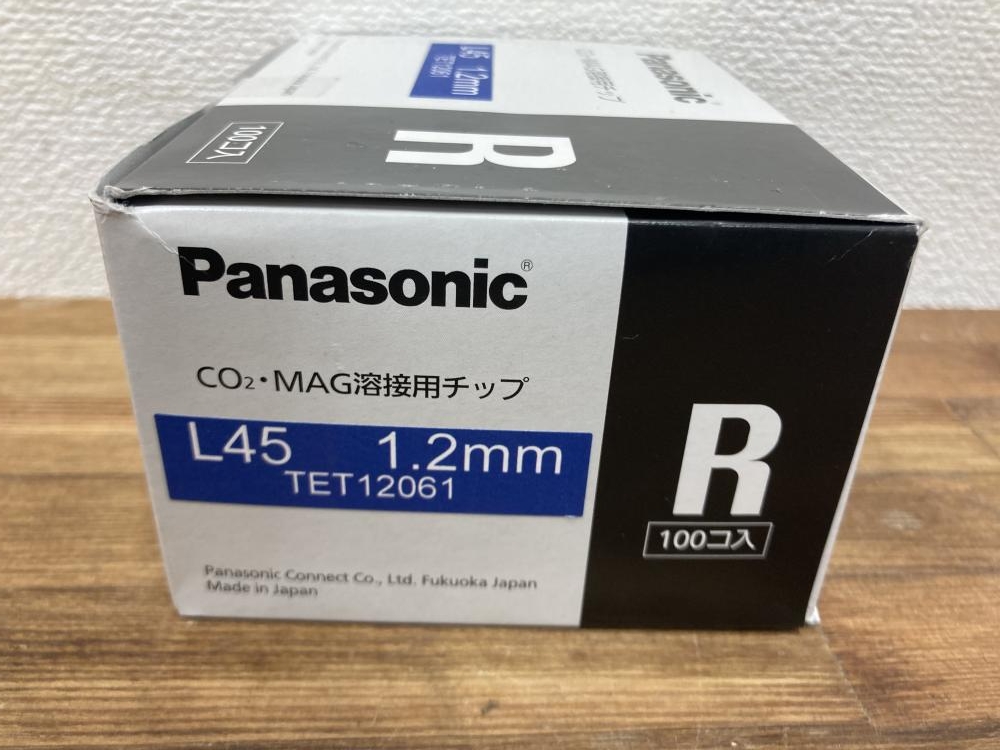 L45 1.2mm
TET12061
Panasonic
R
100コ入
Panasonic®
CO₂・MAG溶接用チップ
L45 1.2mm
TET12061
R
100コ入
Panasonic Connect Co., Ltd. Fukuoka Japan
Made in Japan